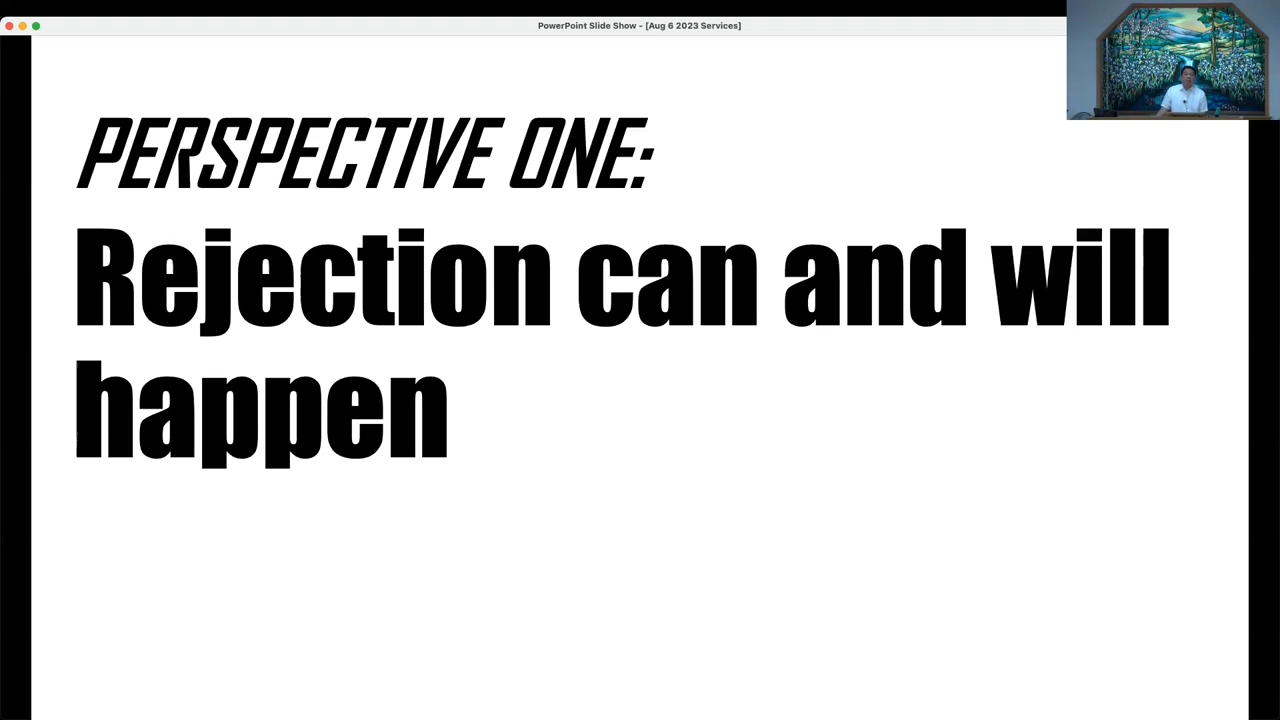 PowerPoint Slide Show - [Aug 6 2023 Services]
PERSPECTIVE ONE:
Rejection can and will
happen